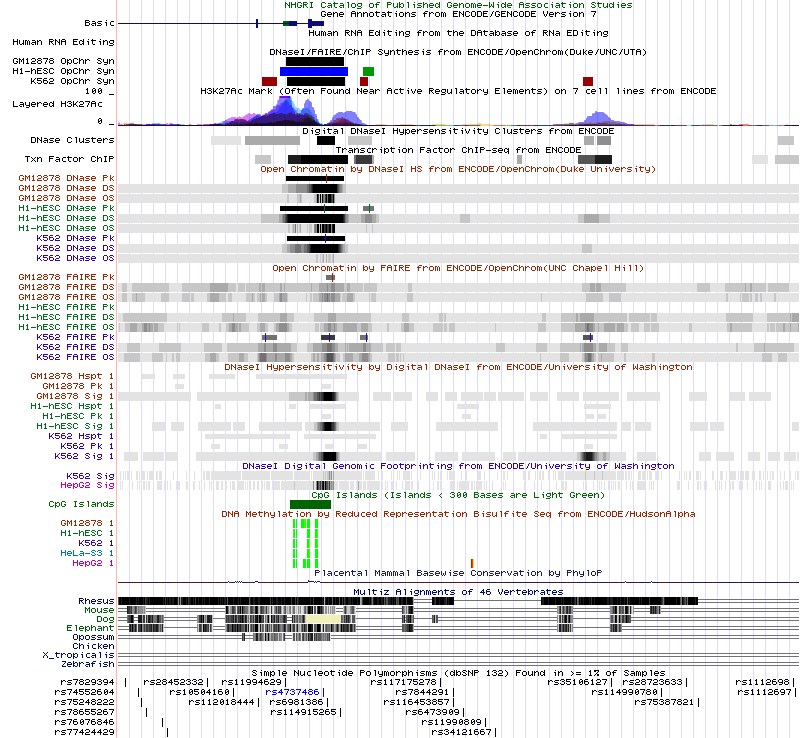 NHGRI Catalog of Published Genome-Wide Association Studies
Gene Annotations from ENCODE/GENCODE Version 7
Basic
Human RNA Editing from the DAtabase of RNa EDiting
Human RNA Editing
DNaseI/FAIRE/ChIP Synthesis from ENCODE/OpenChrom(Duke/UNC/UTA)
GM12878 OpChr Syn
H1-hESC OpChr Syn
K562 OpChr Syn
H3K27Ac Mark (Often Found Near Active Regulatory Elements) on 7 cell lines from ENCODE
100 _
Layered H3K27Ac
0 _
Digital DNaseI Hypersensitivity Clusters from ENCODE
DNase Clusters
Transcription Factor ChIP-seq from ENCODE
Txn Factor ChIP
Open Chromatin by DNaseI HS from ENCODE/OpenChrom(Duke University)
GM12878 DNase Pk
GM12878 DNase DS
GM12878 DNase OS
H1-hESC DNase Pk
H1-hESC DNase DS
H1-hESC DNase OS
K562 DNase Pk
K562 DNase DS
K562 DNase OS
Open Chromatin by FAIRE from ENCODE/OpenChrom(UNC Chapel Hill)
GM12878 FAIRE Pk
GM12878 FAIRE DS
GM12878 FAIRE OS
H1-hESC FAIRE Pk
H1-hESC FAIRE DS
H1-hESC FAIRE OS
K562 FAIRE Pk
K562 FAIRE DS
K562 FAIRE OS
DNaseI Hypersensitivity by Digital DNaseI from ENCODE/University of Washington
GM12878 Hspt 1
GM12878 Pk 1
GM12878 Sig 1
H1-hESC Hspt 1
H1-hESC Pk 1
H1-hESC Sig 1
K562 Hspt 1
K562 Pk 1
K562 Sig 1
DNaseI Digital Genomic Footprinting from ENCODE/University of Washington
K562 Sig
HepG2 Sig
CpG Islands (Islands < 300 Bases are Light Green)
CpG Islands
DNA Methylation by Reduced Representation Bisulfite Seq from ENCODE/HudsonAlpha
GM12878 1
H1-hESC 1
K562 1
HeLa-S3 1
HepG2 1
Placental Mammal Basewise Conservation by PhyloP
Multiz Alignments of 46 Vertebrates
Rhesus
Mouse
Dog
Elephant
Opossum
Chicken
X_tropicalis
Zebrafish
Simple Nucleotide Polymorphisms (dbSNP 132) Found in >= 1% of Samples
rs7829394 rs28452332 rs11994629 rs117175278 rs35106127 rs28723633 rs1112698
rs74552604 rs10504160 rs4737486 rs7844291 rs114990780 rs1112697
rs75248222 rs112018444 rs6981386 rs116453857 rs75387821
rs78655267 rs114915265 rs6473909
rs76076846 rs11990809
rs77424429 rs34121667